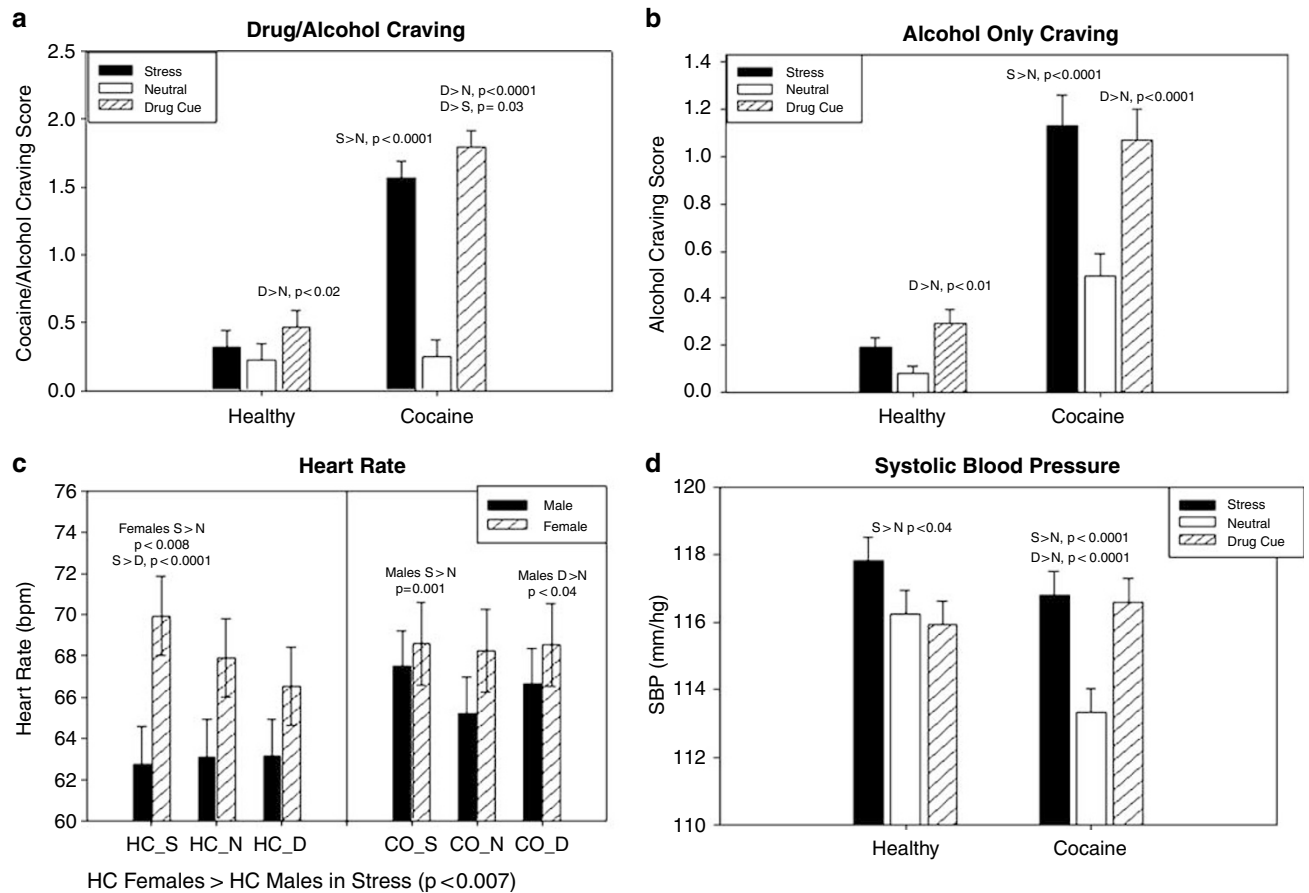 a
Drug/Alcohol Craving
2.5
2.0
1.5
1.0
0.5
0.0
Cocaine/Alcohol Craving Score
Stress
Neutral
Drug Cue
D>N, p<0.0001
D>S, p=0.03
S>N, p<0.0001
D>N, p<0.02
Healthy Cocaine
b
Alcohol Only Craving
1.4
1.2
1.0
0.8
0.6
0.4
0.2
0.0
Alcohol Craving Score
Stress
Neutral
Drug Cue
S>N, p<0.0001
D>N, p<0.0001
D>N, p<0.01
Healthy Cocaine
c
Heart Rate
76
74
72
70
68
66
64
62
60
Heart Rate (bpm)
Male
Female
Females S>N
p<0.008
S>D, p<0.0001
Males S>N
p=0.001
Males D>N
p<0.04
HC_S HC_N HC_D CO_S CO_N CO_D
HC Females > HC Males in Stress (p<0.007)
d
Systolic Blood Pressure
120
118
116
114
112
110
SBP (mm/hg)
Stress
Neutral
Drug Cue
S>N p<0.04
S>N, p<0.0001
D>N, p<0.0001
Healthy Cocaine